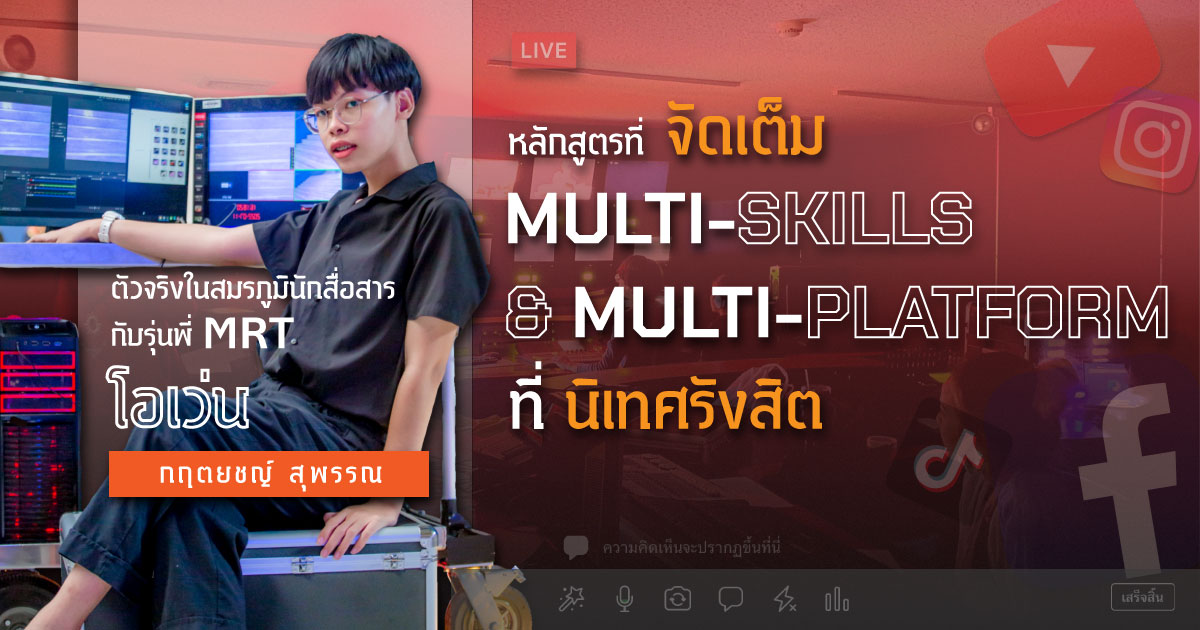 LIVE
หลักสูตรที่ จัดเต็ม
MULTI-SKILLS
& MULTI-PLATFORM
ที่ นิเทศรังสิต
ตัวจริงในสมรภูมินักสื่อสาร
กับรุ่นพี่ MRT
โอเว่น
กฤตยชญ์ สุพรรณ
ความคิดเห็นจะปรากฏขึ้นที่นี่
เสร็จสิ้น